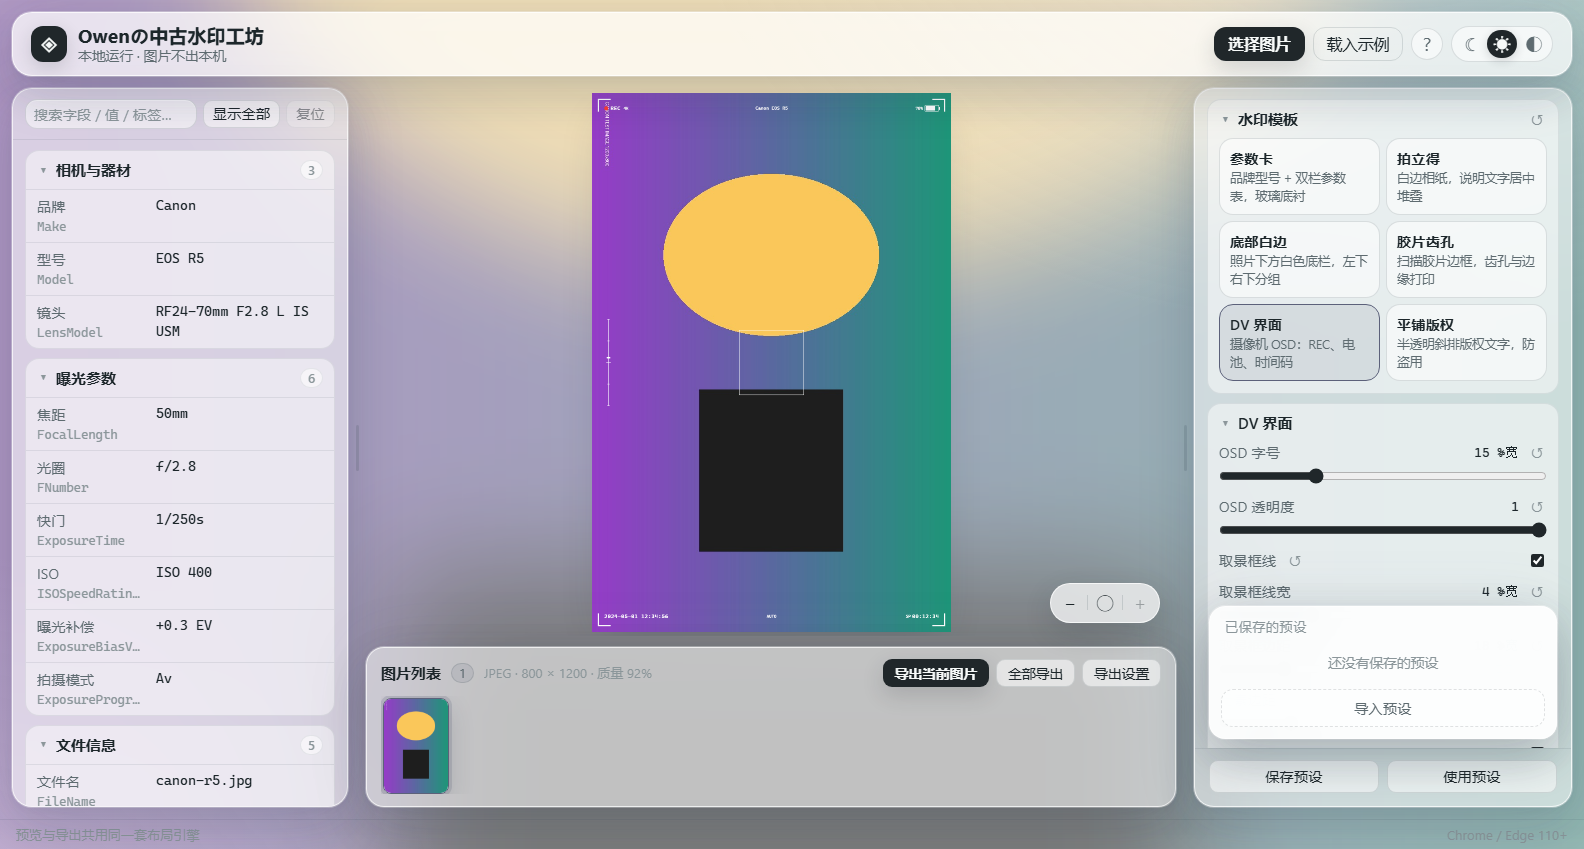 Owenの中古水印工坊
本地运行 · 图片不出本机
选择图片
载入示例
?
搜索字段 / 值 / 标签...
显示全部
复位
相机与器材
3
品牌
Canon
Make
型号
EOS R5
Model
镜头
RF24-70mm F2.8 L IS
USM
LensModel
曝光参数
6
焦距
50mm
FocalLength
光圈
f/2.8
FNumber
快门
1/250s
ExposureTime
ISO
ISO 400
ISOSpeedRatin…
曝光补偿
+0.3 EV
ExposureBiasV…
拍摄模式
Av
ExposureProgr…
文件信息
5
文件名
canon-r5.jpg
FileName
REC
Canon EOS R5
2024-05-01 12:34:56
AUTO
图片列表
1
JPEG · 800 × 1200 · 质量 92%
导出当前图片
全部导出
导出设置
水印模板
参数卡
品牌型号 + 双栏参数
表，玻璃底衬
拍立得
白边相纸，说明文字居中
堆叠
底部白边
照片下方白色底栏，左下
右下分组
胶片齿孔
扫描胶片边框，齿孔与边
缘打印
DV 界面
摄像机 OSD：REC、电
池、时间码
平铺版权
半透明斜排版权文字，防
盗用
DV 界面
OSD 字号
15 %宽
OSD 透明度
1
取景框线
取景框线宽
4 %宽
已保存的预设
还没有保存的预设
导入预设
保存预设
使用预设
预览与导出共用同一套布局引擎
Chrome / Edge 110+